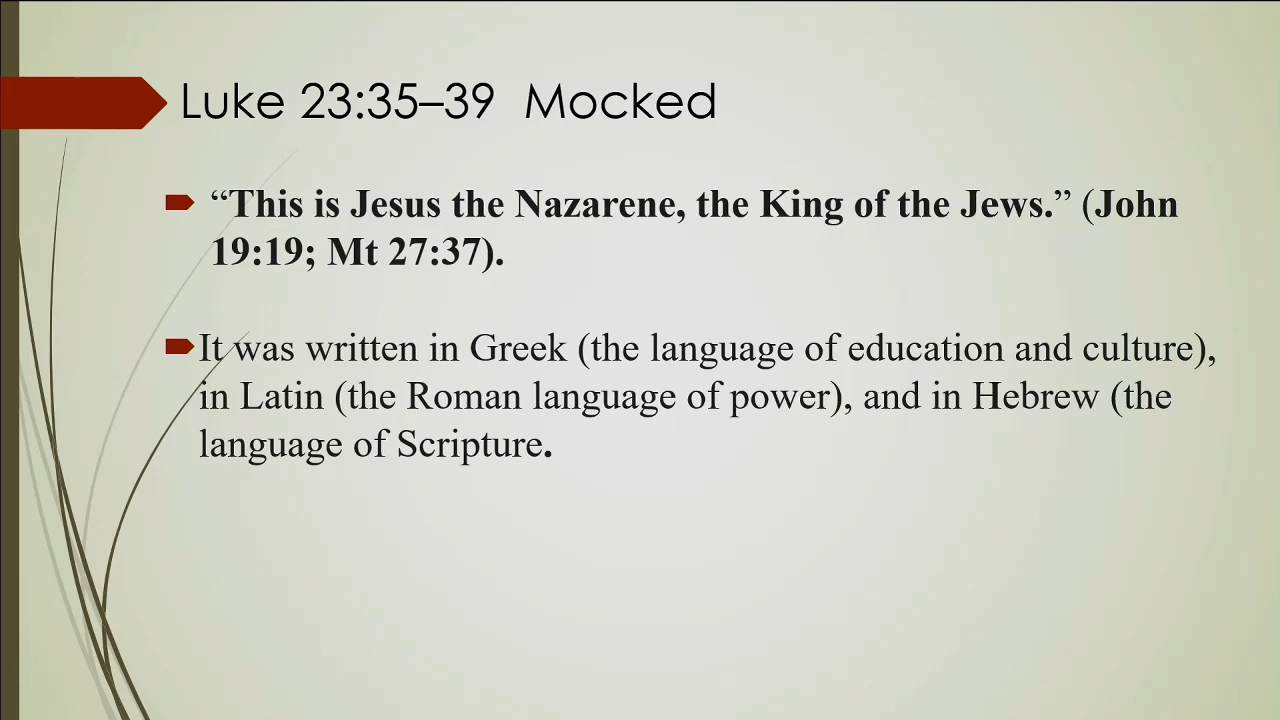 Luke 23:35–39  Mocked
“This is Jesus the Nazarene, the King of the Jews.” (John
19:19; Mt 27:37).
It was written in Greek (the language of education and culture),
in Latin (the Roman language of power), and in Hebrew (the
language of Scripture.